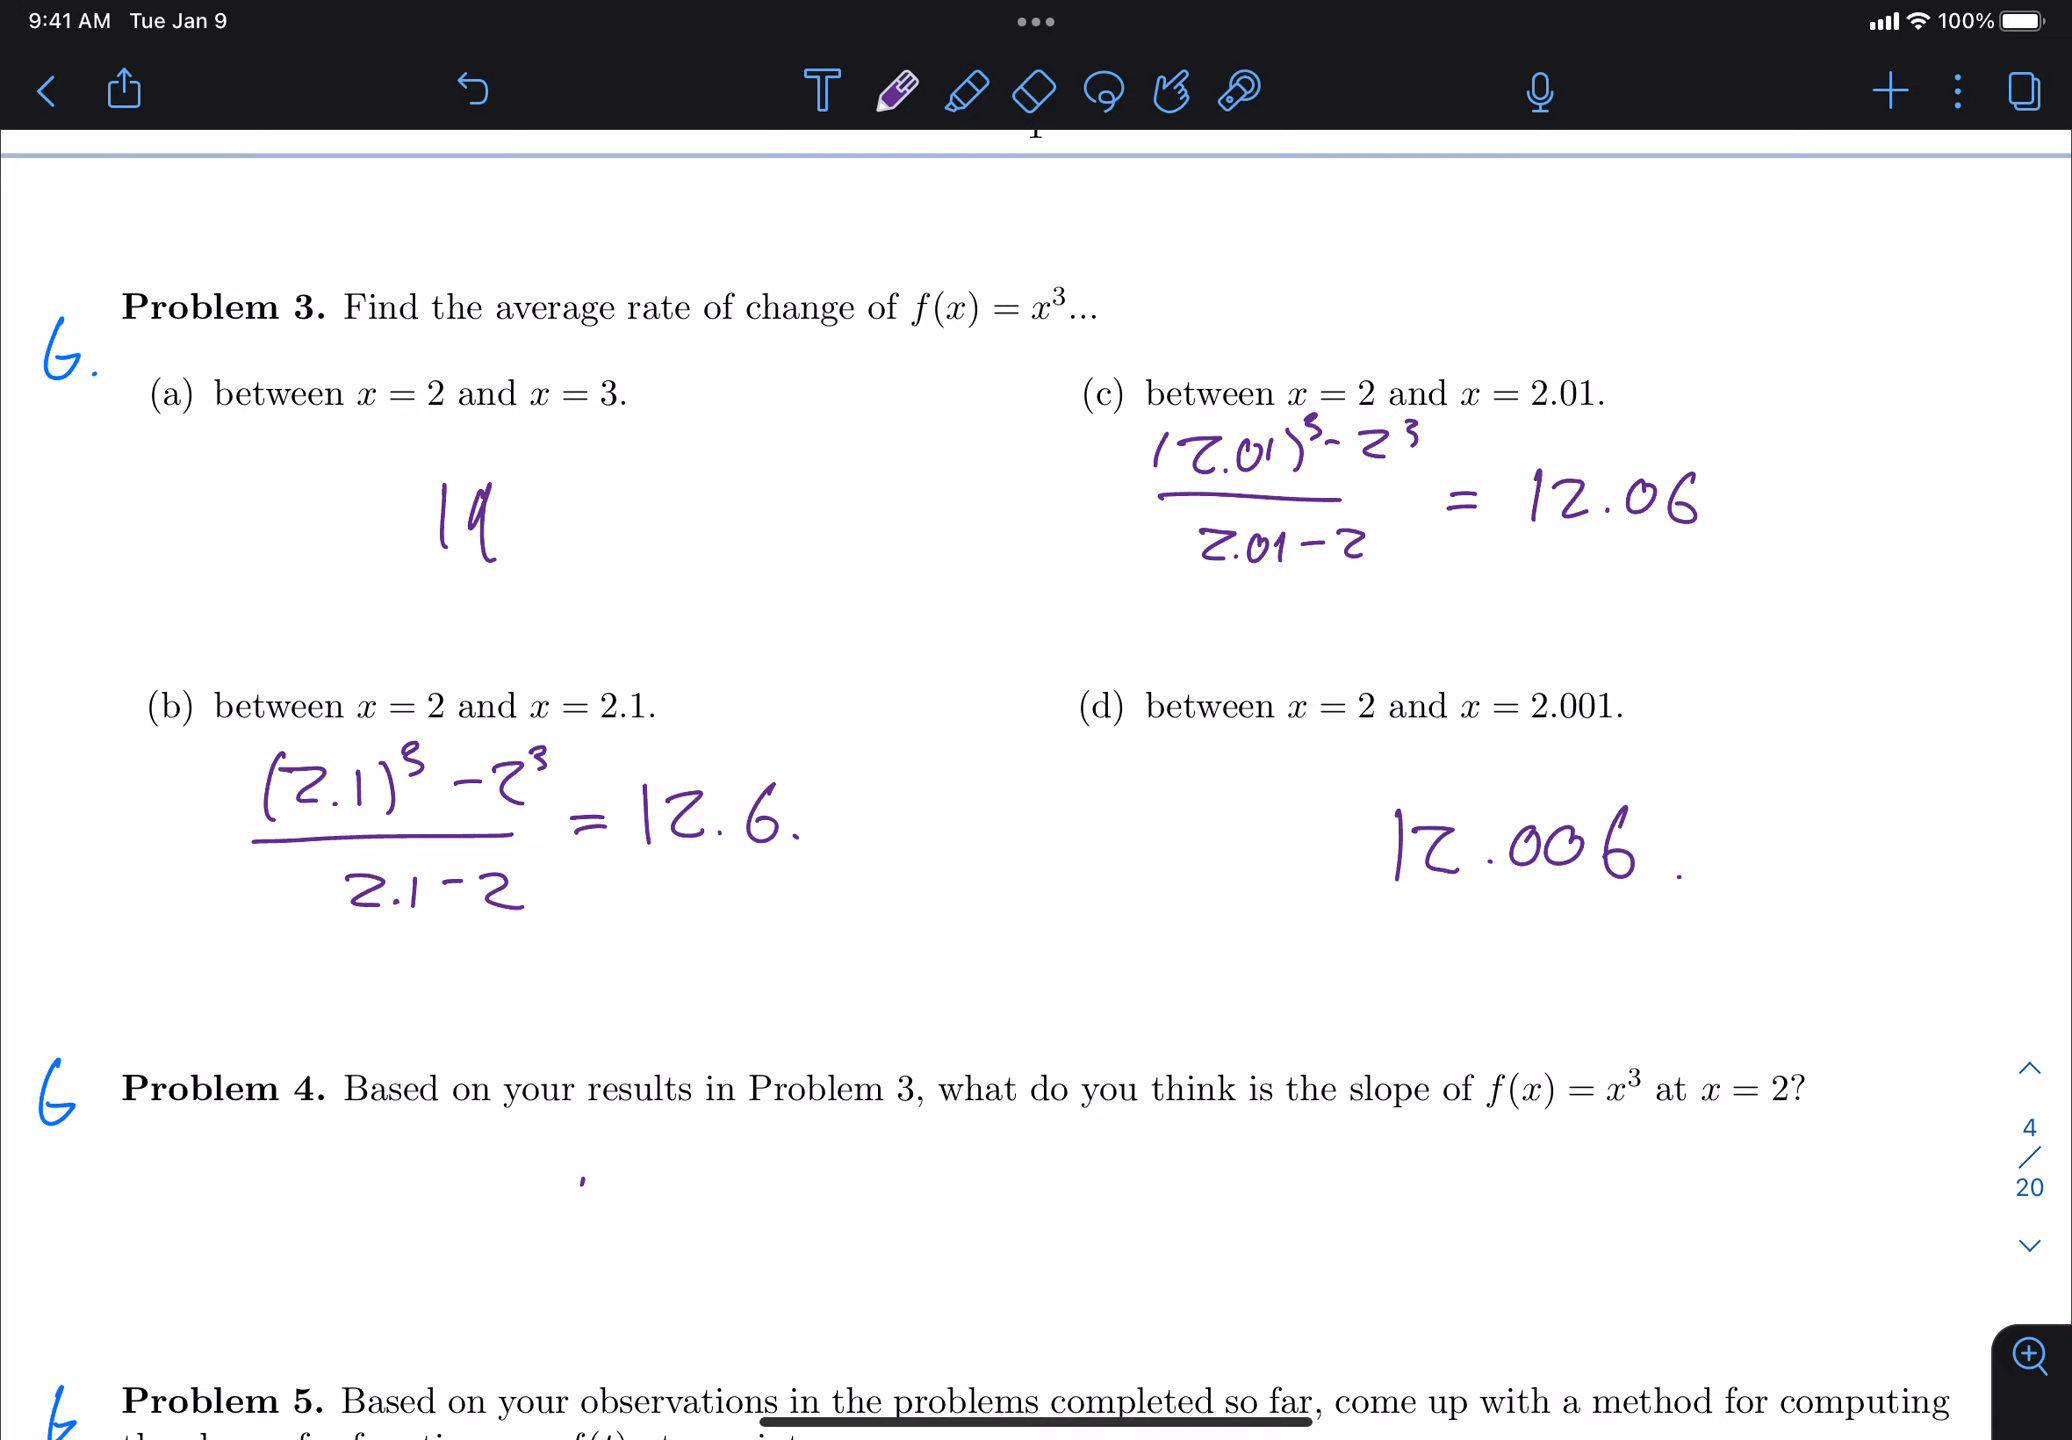 9:41 AM Tue Jan 9
100%
G.
Problem 3. Find the average rate of change of f(x) = x³...
(a) between x = 2 and x = 3.
19
(b) between x = 2 and x = 2.1.
(2.1)³ - 2³
2.1 - 2
= 12.6.
(c) between x = 2 and x = 2.01.
(2.01)³ - 2³
2.01 - 2
= 12.06
(d) between x = 2 and x = 2.001.
12.006.
G
Problem 4. Based on your results in Problem 3, what do you think is the slope of f(x) = x³ at x = 2?
4
/
20
Problem 5. Based on your observations in the problems completed so far, come up with a method for computing